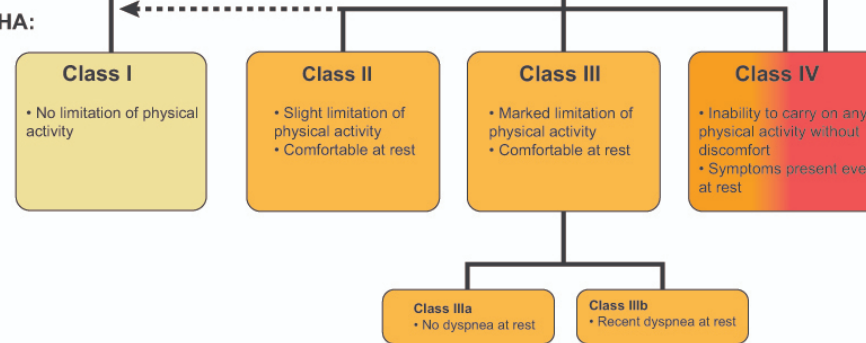 HA:
Class I
• No limitation of physical
activity
Class II
• Slight limitation of
physical activity
• Comfortable at rest
Class III
• Marked limitation of
physical activity
• Comfortable at rest
Class IV
• Inability to carry on any
physical activity without
discomfort
• Symptoms present eve
at rest
Class IIIa
• No dyspnea at rest
Class IIIb
• Recent dyspnea at rest